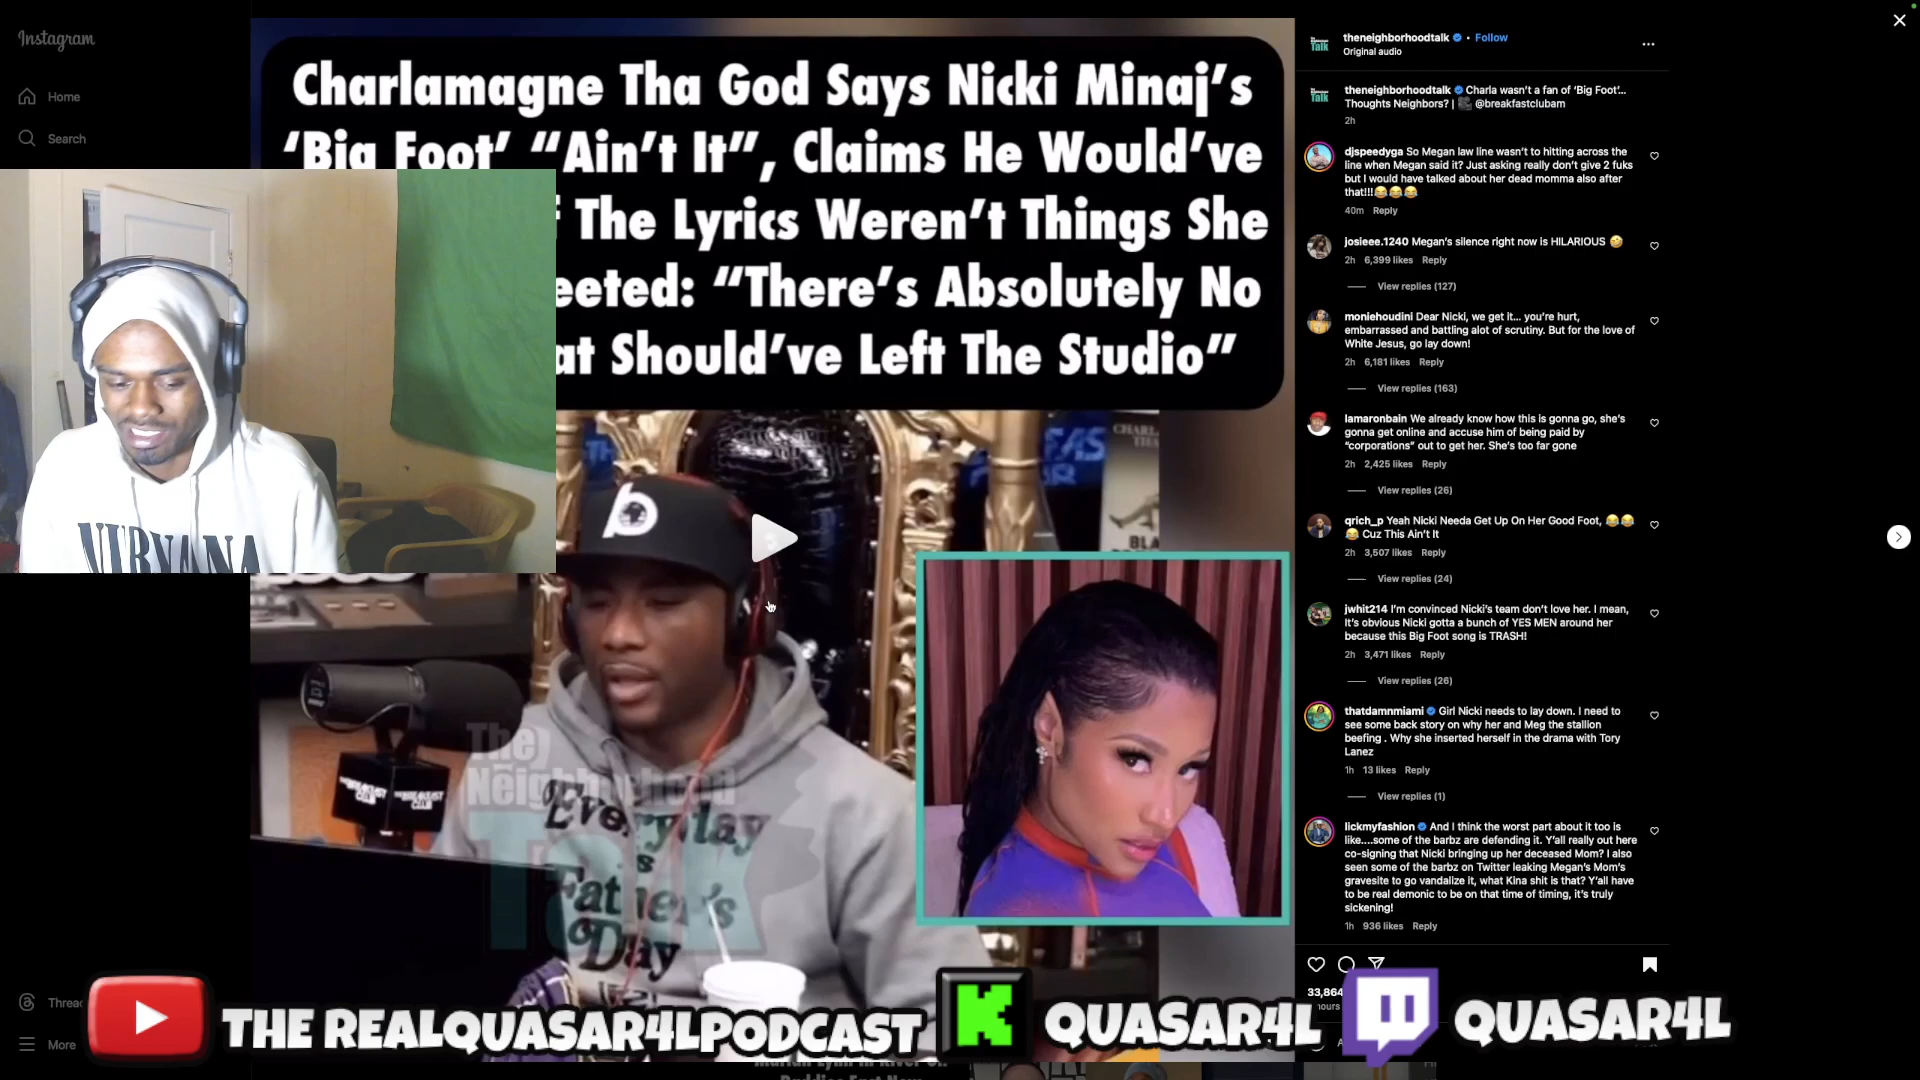 Instagram
Home
Search
Charlamagne Tha God Says Nicki Minaj's
'Big Foot' "Ain't It", Claims He Would've
The Lyrics Weren't Things She
eeted: "There's Absolutely No
at Should've Left The Studio"
NIRVANA
CHARL
THA
BLA
The
Neighborhood
Talk
Everyday
is
Father's
Day
THE BREAKFAST CLUB
theneighborhoodtalk • Follow
Original audio
theneighborhoodtalk Charla wasn't a fan of 'Big Foot'...
Thoughts Neighbors? | 🎥 @breakfastclubam
2h
djspeedyga So Megan law line wasn't to hitting across the
line when Megan said it? Just asking really don't give 2 fuks
but I would have talked about her dead momma also after
that!!!😂😂😂
40m Reply
josieee.1240 Megan's silence right now is HILARIOUS 🤣
2h 6,399 likes Reply
View replies (127)
moniehoudini Dear Nicki, we get it... you're hurt,
embarrassed and battling alot of scrutiny. But for the love of
White Jesus, go lay down!
2h 6,181 likes Reply
View replies (163)
lamaronbain We already know how this is gonna go, she's
gonna get online and accuse him of being paid by
"corporations" out to get her. She's too far gone
2h 2,425 likes Reply
View replies (26)
qrich_p Yeah Nicki Needa Get Up On Her Good Foot, 😂😂
😂 Cuz This Ain't It
2h 3,507 likes Reply
View replies (24)
jwhit214 I'm convinced Nicki's team don't love her. I mean,
It's obvious Nicki gotta a bunch of YES MEN around her
because this Big Foot song is TRASH!
2h 3,471 likes Reply
View replies (26)
thatdamnmiami Girl Nicki needs to lay down. I need to
see some back story on why her and Meg the stallion
beefing . Why she inserted herself in the drama with Tory
Lanez
1h 13 likes Reply
View replies (1)
lickmyfashion And I think the worst part about it too is
like....some of the barbz are defending it. Y'all really out here
co-signing that Nicki bringing up her deceased Mom? I also
seen some of the barbz on Twitter leaking Megan's Mom's
gravesite to go vandalize it, what Kina shit is that? Y'all have
to be real demonic to be on that time of timing, it's truly
sickening!
1h 936 likes Reply
33,864
hours
Threa
More
THE REALQUASAR4LPODCAST
K
QUASAR4L
QUASAR4L